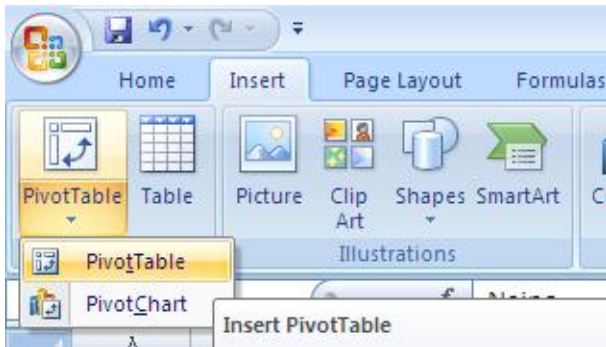 Home Insert Page Layout Formulas
PivotTable Table Picture Clip Art Shapes SmartArt
Illustrations
PivotTable
PivotChart
Insert PivotTable